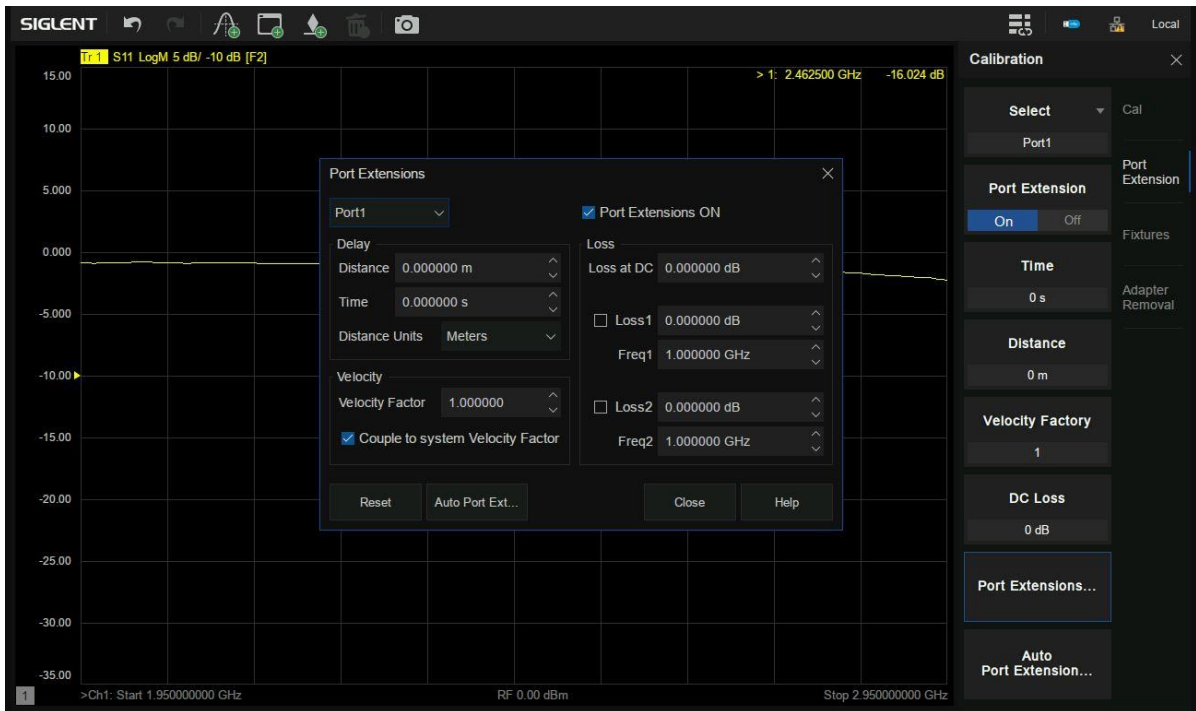 SIGLENT
Local
Tr 1 S11 LogM 5 dB/ -10 dB [F2]
> 1: 2.462500 GHz -16.024 dB
15.00
10.00
5.000
0.000
-5.000
-10.00
-15.00
-20.00
-25.00
-30.00
-35.00
1
>Ch1: Start 1.950000000 GHz
RF 0.00 dBm
Stop 2.950000000 GHz
Port Extensions
Port1
Port Extensions ON
Delay
Distance 0.000000 m
Time 0.000000 s
Distance Units Meters
Velocity
Velocity Factor 1.000000
Couple to system Velocity Factor
Loss
Loss at DC 0.000000 dB
Loss1 0.000000 dB
Freq1 1.000000 GHz
Loss2 0.000000 dB
Freq2 1.000000 GHz
Reset
Auto Port Ext...
Close
Help
Calibration
Select
Port1
Port Extension
On Off
Time
0 s
Distance
0 m
Velocity Factory
1
DC Loss
0 dB
Port Extensions...
Auto
Port Extension...
Cal
Port
Extension
Fixtures
Adapter
Removal